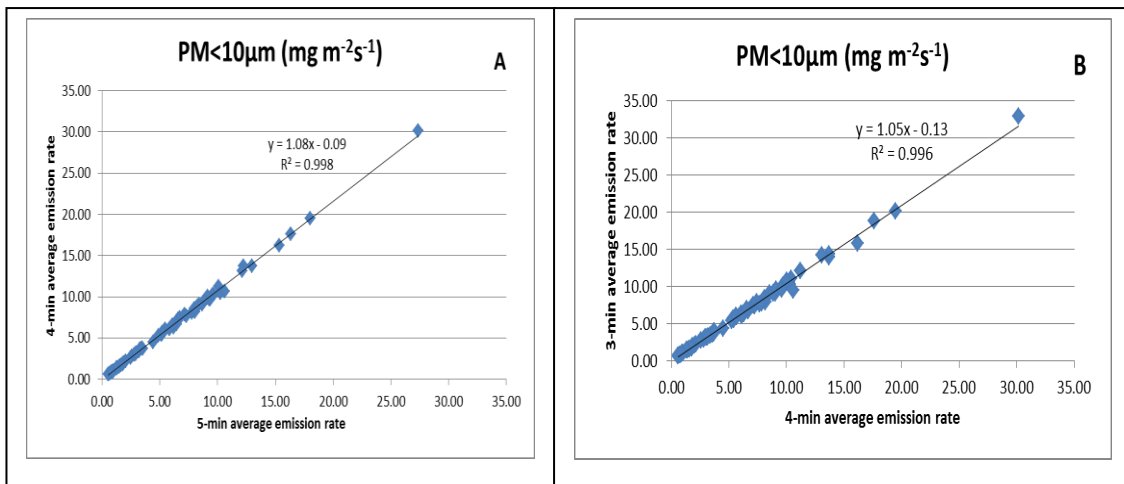 PM<10µm (mg m⁻²s⁻¹)
A
35.00
30.00
25.00
20.00
15.00
10.00
5.00
0.00
4-min average emission rate
y = 1.08x - 0.09
R² = 0.998
0.00 5.00 10.00 15.00 20.00 25.00 30.00 35.00
5-min average emission rate
PM<10µm (mg m⁻²s⁻¹)
B
35.00
30.00
25.00
20.00
15.00
10.00
5.00
0.00
3-min average emission rate
y = 1.05x - 0.13
R² = 0.996
0.00 5.00 10.00 15.00 20.00 25.00 30.00 35.00
4-min average emission rate